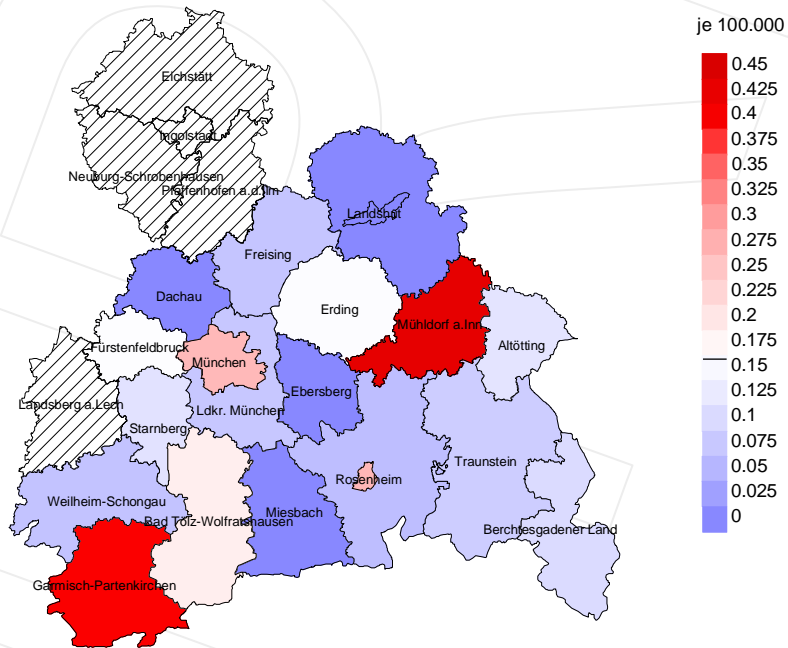 je 100.000
0.45
0.425
0.4
0.375
0.35
0.325
0.3
0.275
0.25
0.225
0.2
0.175
0.15
0.125
0.1
0.075
0.05
0.025
0
Eichstätt
Ingolstadt
Neuburg-Schrobenhausen
Pfaffenhofen a.d.Ilm
Landshut
Freising
Dachau
Erding
Mühldorf a.Inn
Altötting
Fürstenfeldbruck
München
Ebersberg
Landsberg a.Lech
Ldkr. München
Starnberg
Traunstein
Rosenheim
Weilheim-Schongau
Miesbach
Bad Tölz-Wolfratshausen
Berchtesgadener Land
Garmisch-Partenkirchen